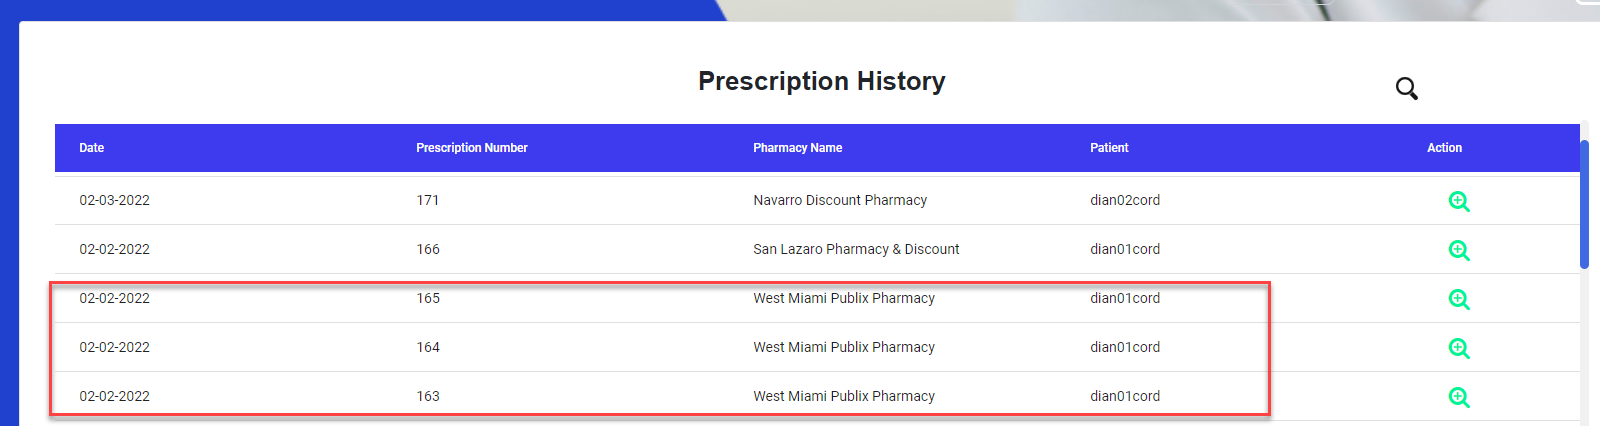 Prescription History
Date Prescription Number Pharmacy Name Patient Action
02-03-2022 171 Navarro Discount Pharmacy dian02cord
02-02-2022 166 San Lazaro Pharmacy & Discount dian01cord
02-02-2022 165 West Miami Publix Pharmacy dian01cord
02-02-2022 164 West Miami Publix Pharmacy dian01cord
02-02-2022 163 West Miami Publix Pharmacy dian01cord